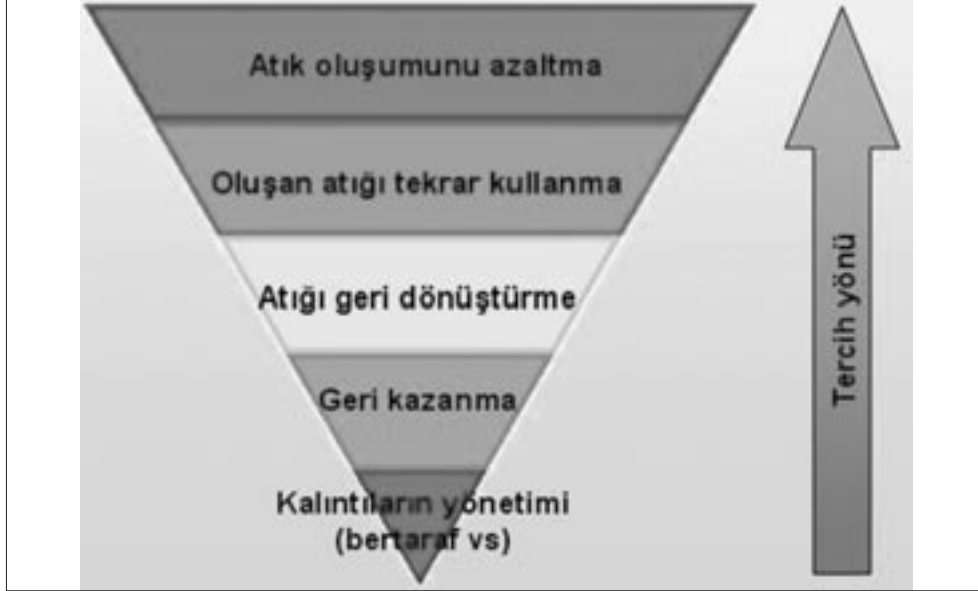 Atık oluşumunu azaltma
Oluşan atığı tekrar kullanma
Atığı geri dönüştürme
Geri kazanma
Kalıntıların yönetimi
(bertaraf vs)
Tercih yönü